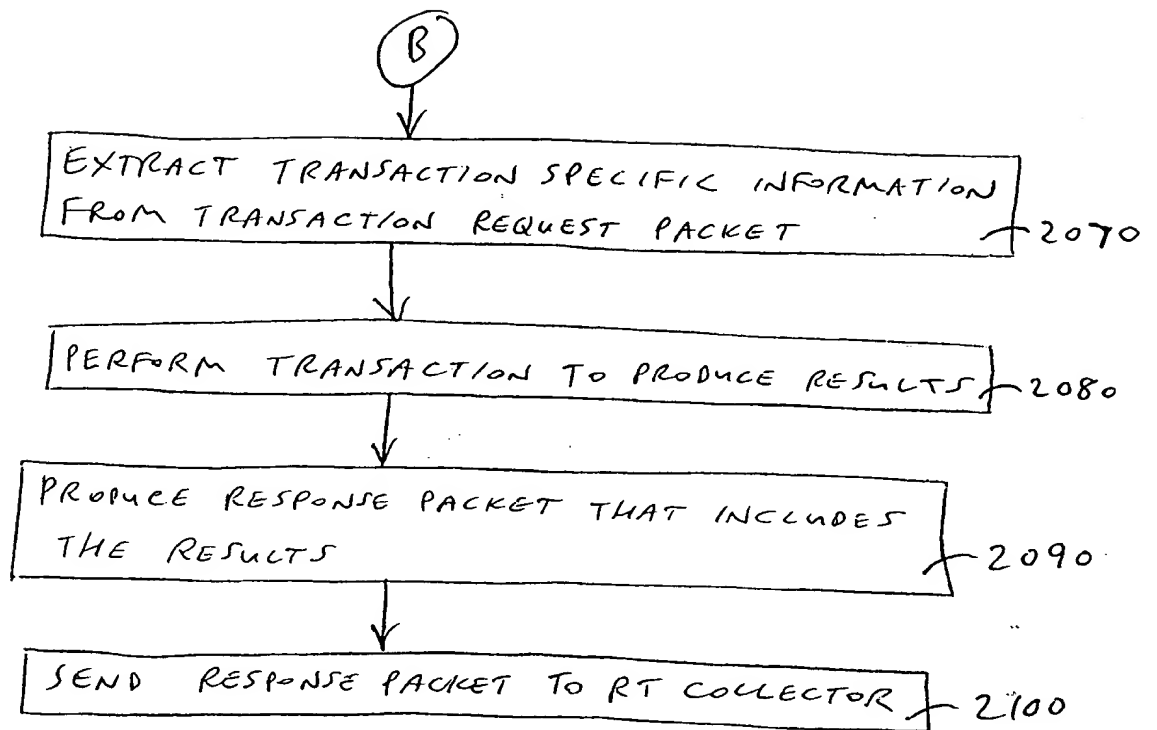 B
EXTRACT TRANSACTION SPECIFIC INFORMATION
FROM TRANSACTION REQUEST PACKET
2070
PERFORM TRANSACTION TO PRODUCE RESULTS
2080
PRODUCE RESPONSE PACKET THAT INCLUDES
THE RESULTS
2090
SEND RESPONSE PACKET TO RT COLLECTOR
2100